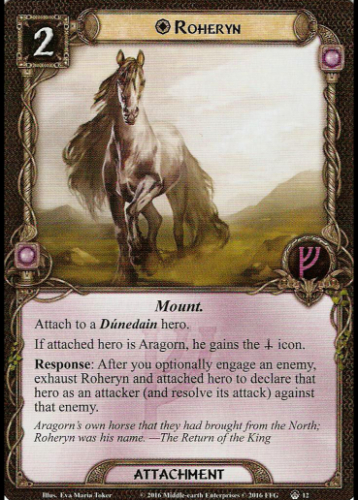 2
ROHERYN
Mount.
Attach to a Dúnedain hero.
If attached hero is Aragorn, he gains the icon.
Response: After you optionally engage an enemy,
exhaust Roheryn and attached hero to declare that
hero as an attacker (and resolve its attack) against
that enemy.
Aragorn's own horse that they had brought from the North;
Roheryn was his name. —The Return of the King
ATTACHMENT
Illus. Eva Maria Toker © 2016 Middle-earth Enterprises © 2016 FFG 12